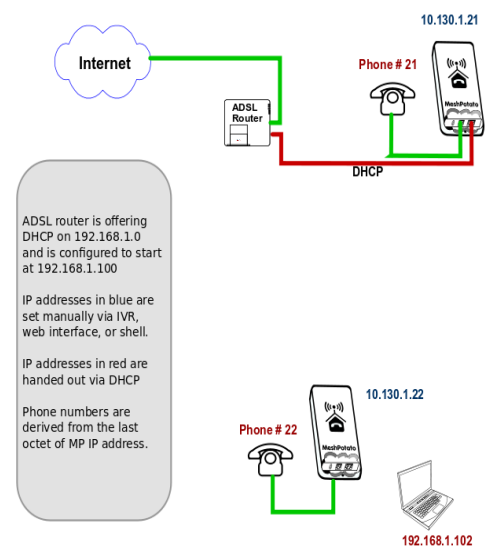 10.130.1.21
Internet
Phone # 21
ADSL
Router
MeshPotato
DHCP
ADSL router is offering
DHCP on 192.168.1.0
and is configured to start
at 192.168.1.100
IP addresses in blue are
set manually via IVR,
web interface, or shell.
IP addresses in red are
handed out via DHCP
Phone numbers are
derived from the last
octet of MP IP address.
10.130.1.22
Phone # 22
MeshPotato
192.168.1.102